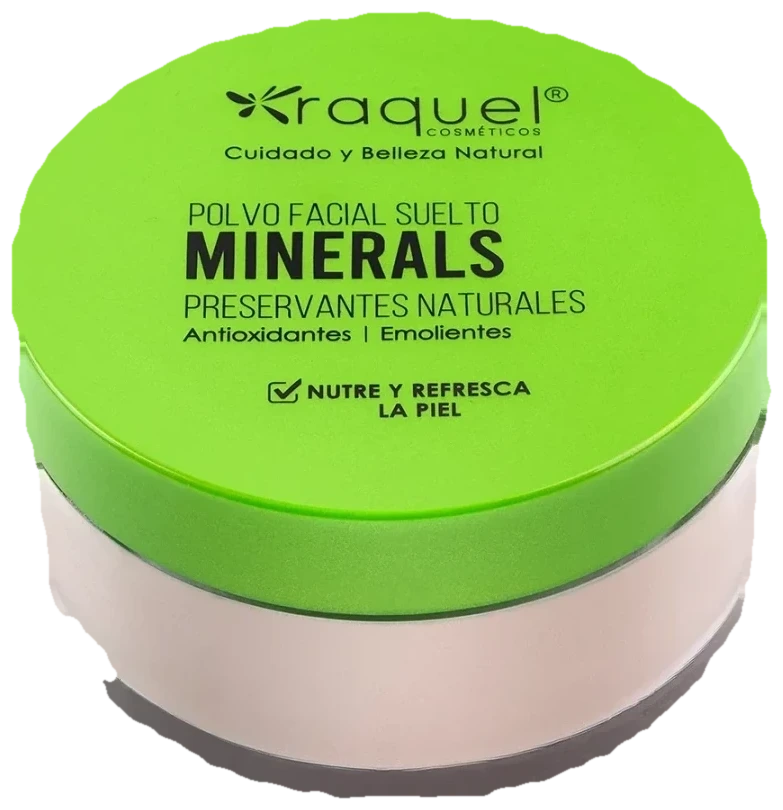 raquel®
COSMÉTICOS
Cuidado y Belleza Natural
POLVO FACIAL SUELTO
MINERALS
PRESERVANTES NATURALES
Antioxidantes | Emolientes
NUTRE Y REFRESCA
LA PIEL